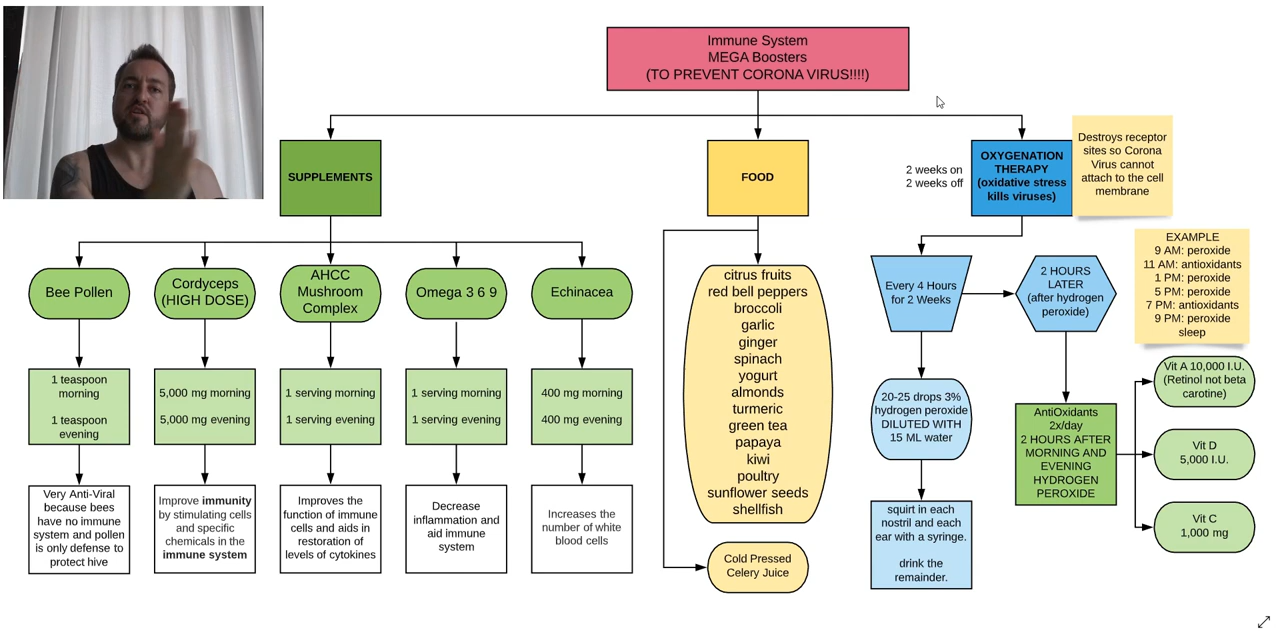 Immune System
MEGA Boosters
(TO PREVENT CORONA VIRUS!!!!)
SUPPLEMENTS
Bee Pollen
1 teaspoon
morning
1 teaspoon
evening
Very Anti-Viral
because bees
have no immune
system and pollen
is only defense to
protect hive
Cordyceps
(HIGH DOSE)
5,000 mg morning
5,000 mg evening
Improve immunity
by stimulating cells
and specific
chemicals in the
immune system
AHCC
Mushroom
Complex
1 serving morning
1 serving evening
Improves the
function of immune
cells and aids in
restoration of
levels of cytokines
Omega 3 6 9
1 serving morning
1 serving evening
Decrease
inflammation and
aid immune
system
Echinacea
400 mg morning
400 mg evening
Increases the
number of white
blood cells
FOOD
citrus fruits
red bell peppers
broccoli
garlic
ginger
spinach
yogurt
almonds
turmeric
green tea
papaya
kiwi
poultry
sunflower seeds
shellfish
Cold Pressed
Celery Juice
2 weeks on
2 weeks off
OXYGENATION
THERAPY
(oxidative stress
kills viruses)
Destroys receptor
sites so Corona
Virus cannot
attach to the cell
membrane
Every 4 Hours
for 2 Weeks
20-25 drops 3%
hydrogen peroxide
DILUTED WITH
15 ML water
squirt in each
nostril and each
ear with a syringe.
drink the
remainder.
2 HOURS
LATER
(after hydrogen
peroxide)
EXAMPLE
9 AM: peroxide
11 AM: antioxidants
1 PM: peroxide
5 PM: peroxide
7 PM: antioxidants
9 PM: peroxide
sleep
AntiOxidants
2x/day
2 HOURS AFTER
MORNING AND
EVENING
HYDROGEN
PEROXIDE
Vit A 10,000 I.U.
(Retinol not beta
carotine)
Vit D
5,000 I.U.
Vit C
1,000 mg